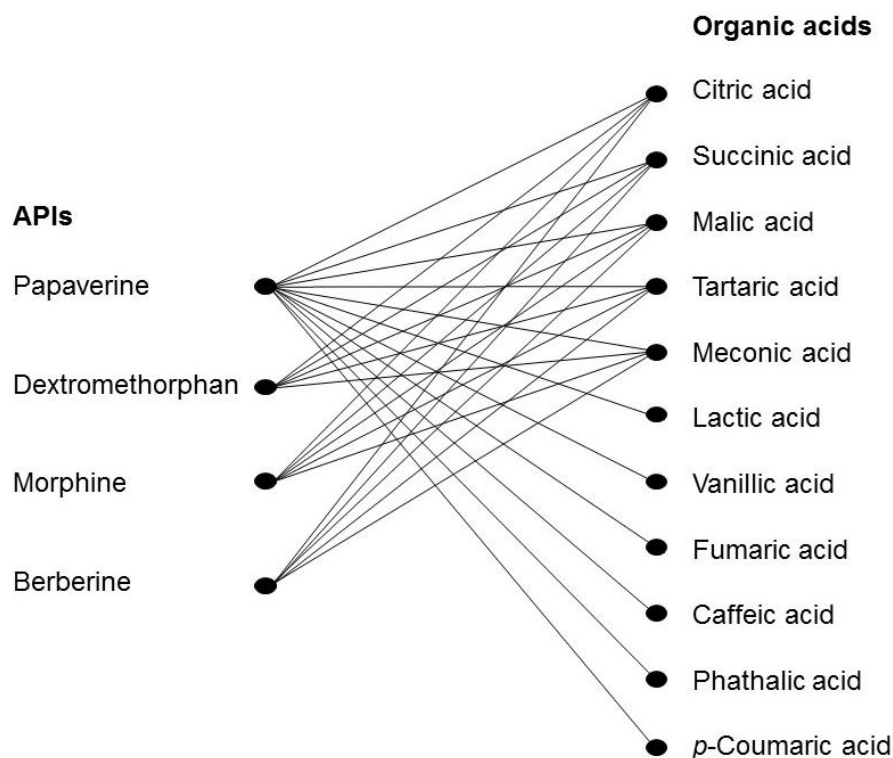 Organic acids
Citric acid
Succinic acid
APIs
Malic acid
Papaverine
Tartaric acid
Meconic acid
Dextromethorphan
Lactic acid
Morphine
Vanillic acid
Fumaric acid
Berberine
Caffeic acid
Phathalic acid
p-Coumaric acid